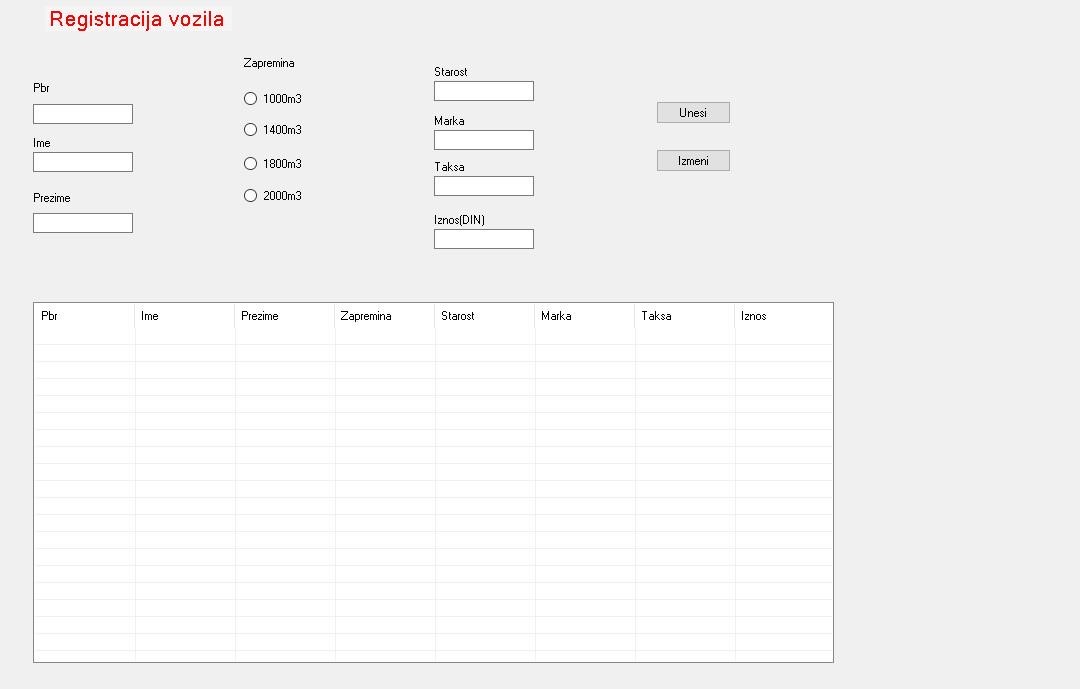 Registracija vozila
Pbr
Ime
Prezime
Zapremina
1000m3
1400m3
1800m3
2000m3
Starost
Marka
Taksa
Iznos(DIN)
Unesi
Izmeni
Pbr Ime Prezime Zapremina Starost Marka Taksa Iznos